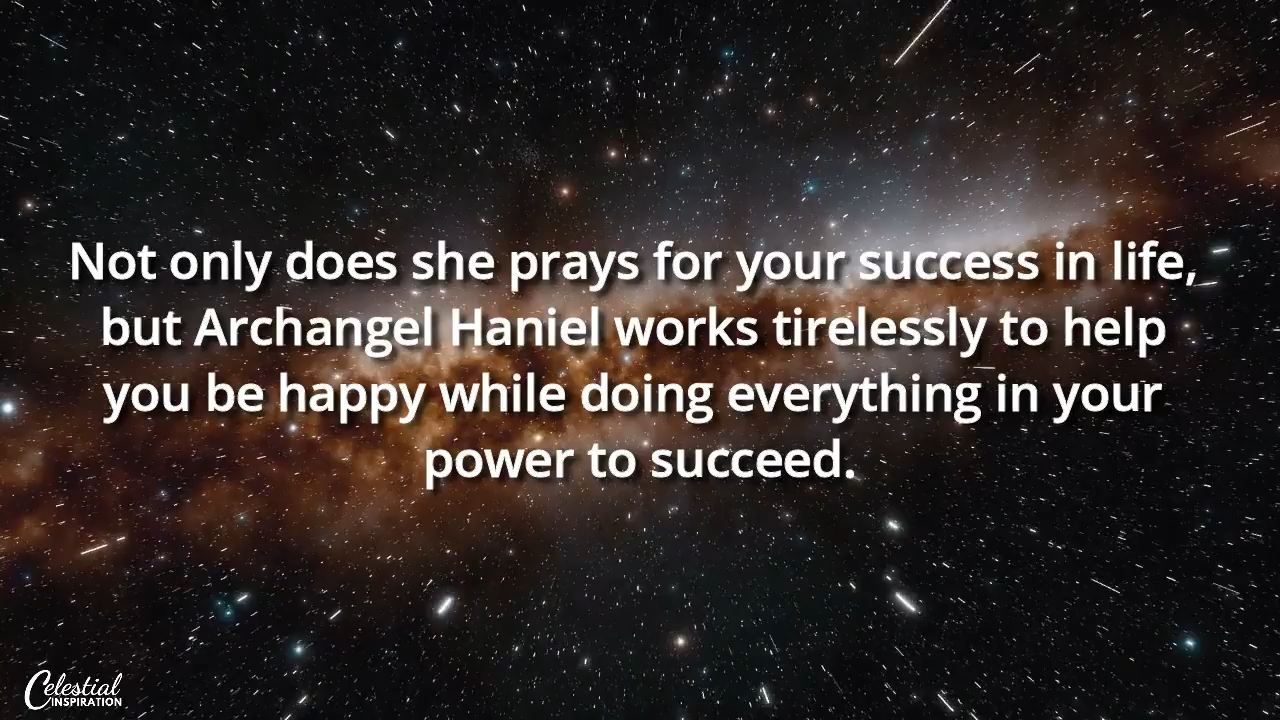 Not only does she prays for your success in life,
but Archangel Haniel works tirelessly to help
you be happy while doing everything in your
power to succeed.
Celestial
INSPIRATION